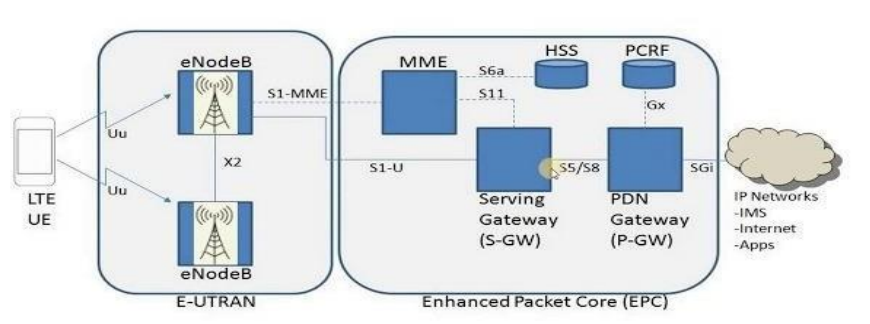 eNodeB
MME
HSS
PCRF
S6a
S1-MME
S11
Gx
Uu
X2
S1-U
S5/S8
SGi
Uu
LTE
UE
Serving
Gateway
(S-GW)
PDN
Gateway
(P-GW)
IP Networks
-IMS
-Internet
-Apps
eNodeB
E-UTRAN
Enhanced Packet Core (EPC)